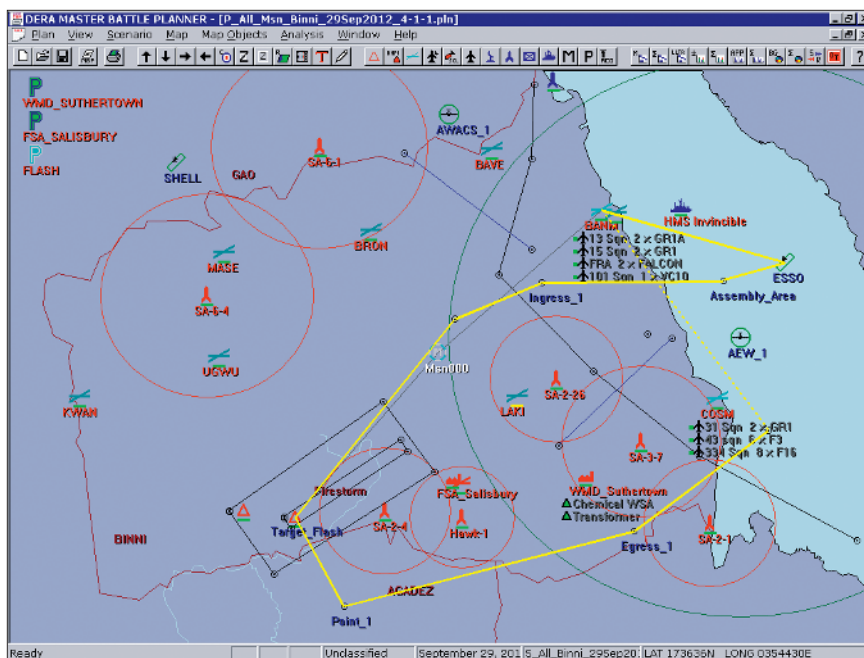 DERA MASTER BATTLE PLANNER - [P_All_Msn_Binni_29Sep2012_4-1-1.pln]
Plan View Scenario Map Map Objects Analysis Window Help
WMD_SUTHERTOWN
FSA_SALISBURY
FLASH
SHELL
GAO
SA-6-1
AWACS_1
BAVE
BRON
MASE
SA-6-4
UGWU
KWAN
BANM
13 Sqn 2 x GR1A
15 Sqn 2 x GR1
FRA 2 x FALCON
101 Sqn 1 x VC10
HMS Invincible
ESSO
Assembly_Area
Ingress_1
AEW_1
Msn000
LAKI
SA-2-26
COSM
31 Sqn 2 x GR1
43 sqn 6 x F3
334 Sqn 8 x F16
SA-3-7
Firestorm
FSA_Salisbury
WMD_Suthertown
Chemical WSA
Transformer
BINNI
Target_Flash
SA-2-4
Hawk-1
Egress_1
SA-2-1
AGADEZ
Point_1
Ready Unclassified September 29, 201 S_All_Binni_29Sep20 LAT 173636N LONG 0354430E